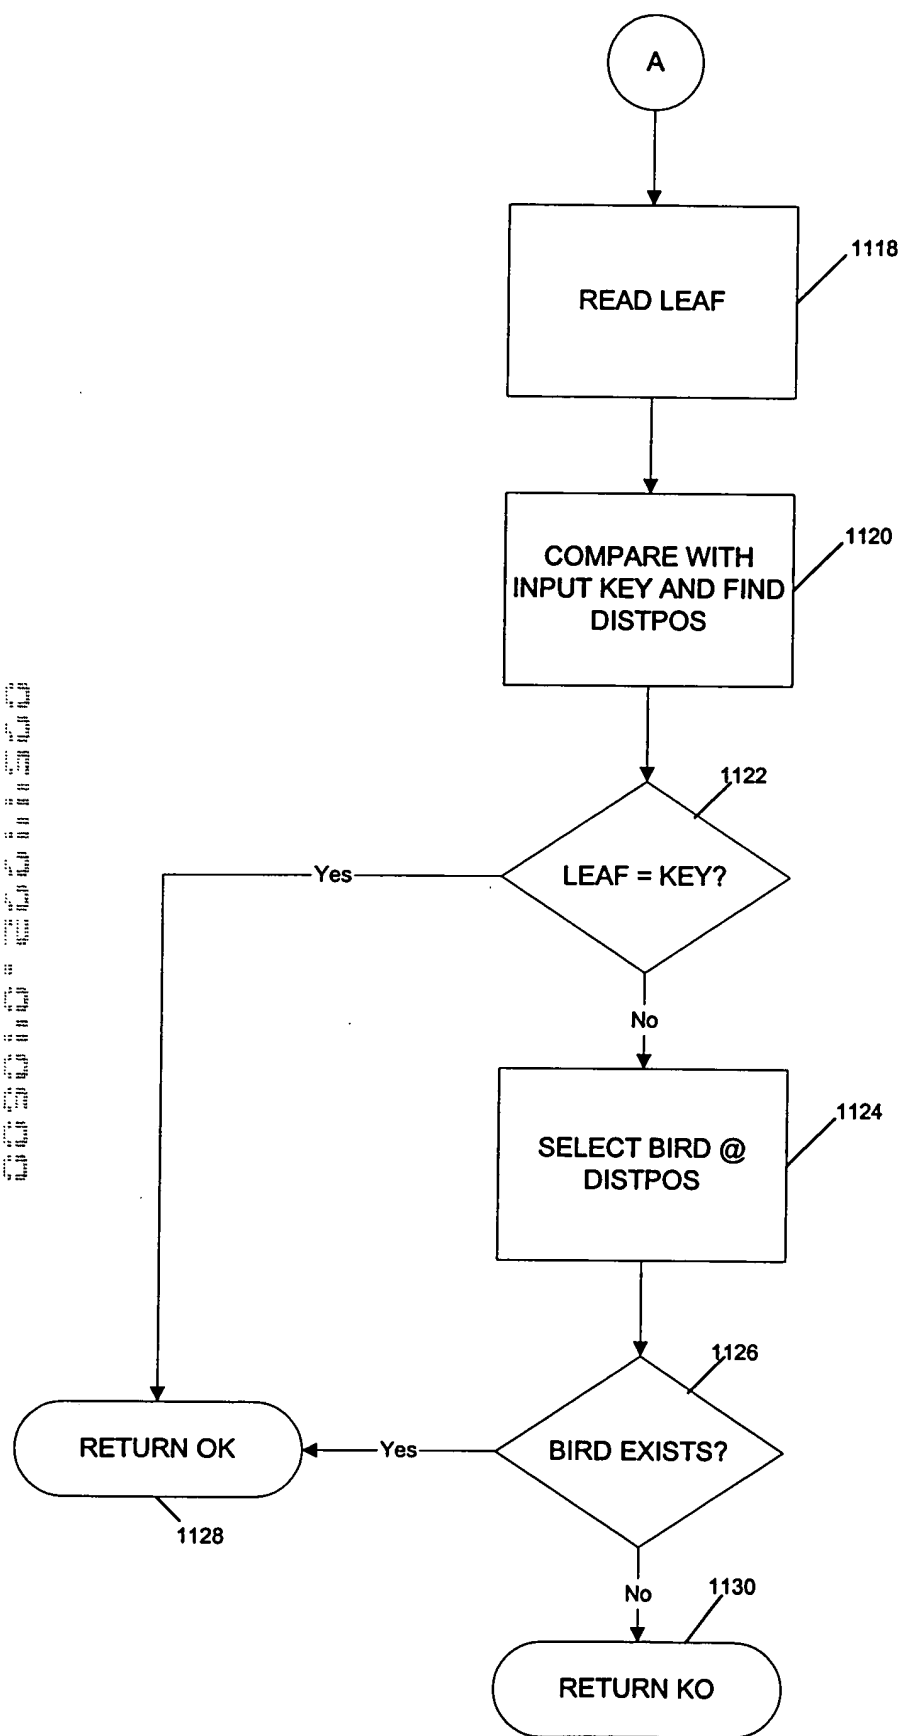 A
READ LEAF
1118
COMPARE WITH
INPUT KEY AND FIND
DISTPOS
1120
1122
LEAF = KEY?
Yes
No
SELECT BIRD @
DISTPOS
1124
1126
BIRD EXISTS?
Yes
RETURN OK
1128
No
1130
RETURN KO